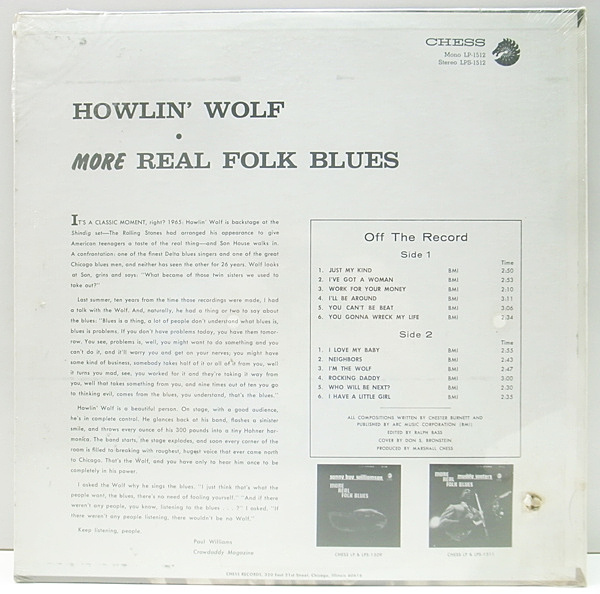 CHESS
Mono LP-1512
Stereo LPS-1512
HOWLIN' WOLF
•
MORE REAL FOLK BLUES
IT'S A CLASSIC MOMENT, right? 1965: Howlin' Wolf is backstage at the
Shindig set—The Rolling Stones had arranged his appearance to give
American teenagers a taste of the real thing—and Son House walks in.
A confrontation: one of the finest Delta blues singers and one of the great
Chicago blues men, and neither has seen the other for 26 years. Wolf looks
at Son, grins and says: "What became of those twin sisters we used to
take out?"
Last summer, ten years from the time those recordings were made, I had
a talk with the Wolf. And, naturally, he had a thing or two to say about
the blues: "Blues is a thing, a lot of people don't understand what blues is,
blues is problems. If you don't have problems today, you have them tomor-
row. You see, problems is, well, you might want to do something and you
can't do it, and it'll worry you and get on your nerves; you might have
some kind of business, somebody takes half of it or all of it from you, well
it turns you mad, see, you worked for it and they're taking it way from
you, well that takes something from you, and nine times out of ten you go
to thinking evil, comes from the blues, you understand, that's the blues."
Howlin' Wolf is a beautiful person. On stage, with a good audience,
he's in complete control. He glances back at his band, flashes a sinister
smile, and throws every ounce of his 300 pounds into a tiny Hohner har-
monica. The band starts, the stage explodes, and soon every corner of the
room is filled to-breaking with roughest, bugger voice that ever came north
to Chicago. That's the Wolf, and you have only to hear him once to be
completely in his power.
I asked the Wolf why he sings the blues. "I just think that's what the
people want, the blues, there's no need of fooling yourself." "And if there
weren't any people, you know, listening to the blues . . . ?" I asked, "If
there weren't any people listening, there wouldn't be no Wolf."
Keep listening, people.
Paul Williams
Crawdaddy Magazine
Off The Record
Side 1
Time
1. JUST MY KIND BMI 2:50
2. I'VE GOT A WOMAN BMI 2:53
3. WORK FOR YOUR MONEY BMI 2:10
4. I'LL BE AROUND BMI 3:11
5. YOU CAN'T BE BEAT BMI 3:06
6. YOU GONNA WRECK MY LIFE BMI 2:34
Side 2
Time
1. I LOVE MY BABY BMI 2:55
2. NEIGHBORS BMI 2:43
3. I'M THE WOLF BMI 2:47
4. ROCKING DADDY BMI 3:00
5. WHO WILL BE NEXT? BMI 2:30
6. I HAVE A LITTLE GIRL BMI 2:35
ALL COMPOSITIONS WRITTEN BY CHESTER BURNETT AND
PUBLISHED BY ARC MUSIC CORPORATION (BMI)
EDITED BY RALPH BASS
COVER BY DON S. BRONSTEIN
PRODUCED BY MARSHALL CHESS
sonny boy williamson
MORE
REAL
FOLK
BLUES
MORE
REAL
FOLK BLUES
muddy waters
CHESS LP & LPS 1509
CHESS LP & LPS-1511
CHESS RECORDS, 320 East 21st Street, Chicago, Illinois 60616